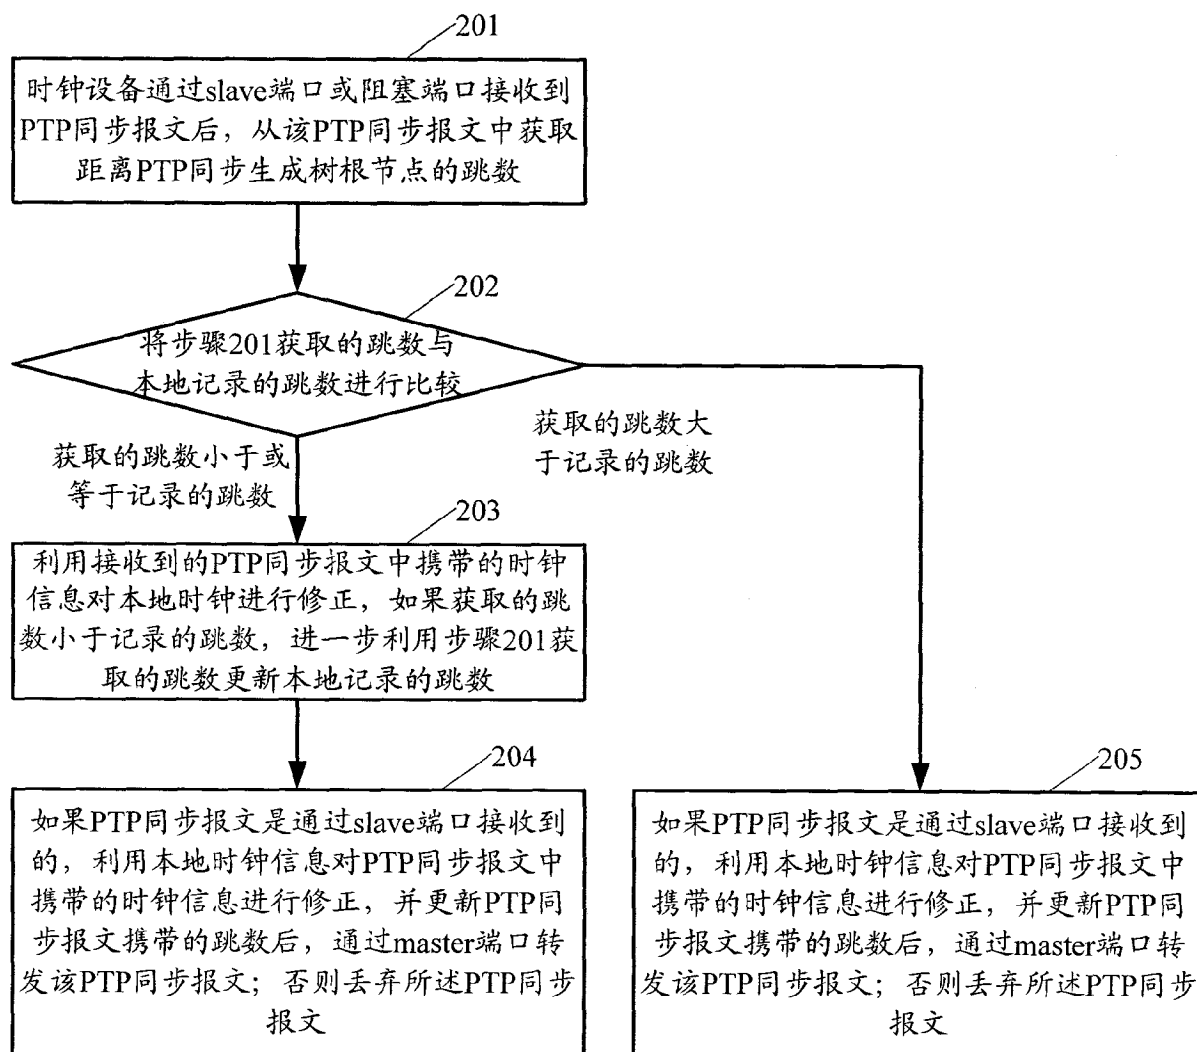 201
时钟设备通过slave端口或阻塞端口接收到
PTP同步报文后，从该PTP同步报文中获取
距离PTP同步生成树根节点的跳数
202
将步骤201获取的跳数与
本地记录的跳数进行比较
获取的跳数大
于记录的跳数
获取的跳数小于或
等于记录的跳数
203
利用接收到的PTP同步报文中携带的时钟
信息对本地时钟进行修正，如果获取的跳
数小于记录的跳数，进一步利用步骤201获
取的跳数更新本地记录的跳数
204
如果PTP同步报文是通过slave端口接收到
的，利用本地时钟信息对PTP同步报文中
携带的时钟信息进行修正，并更新PTP同
步报文携带的跳数后，通过master端口转
发该PTP同步报文；否则丢弃所述PTP同步
报文
205
如果PTP同步报文是通过slave端口接收到
的，利用本地时钟信息对PTP同步报文中
携带的时钟信息进行修正，并更新PTP同
步报文携带的跳数后，通过master端口转
发该PTP同步报文；否则丢弃所述PTP同步
报文